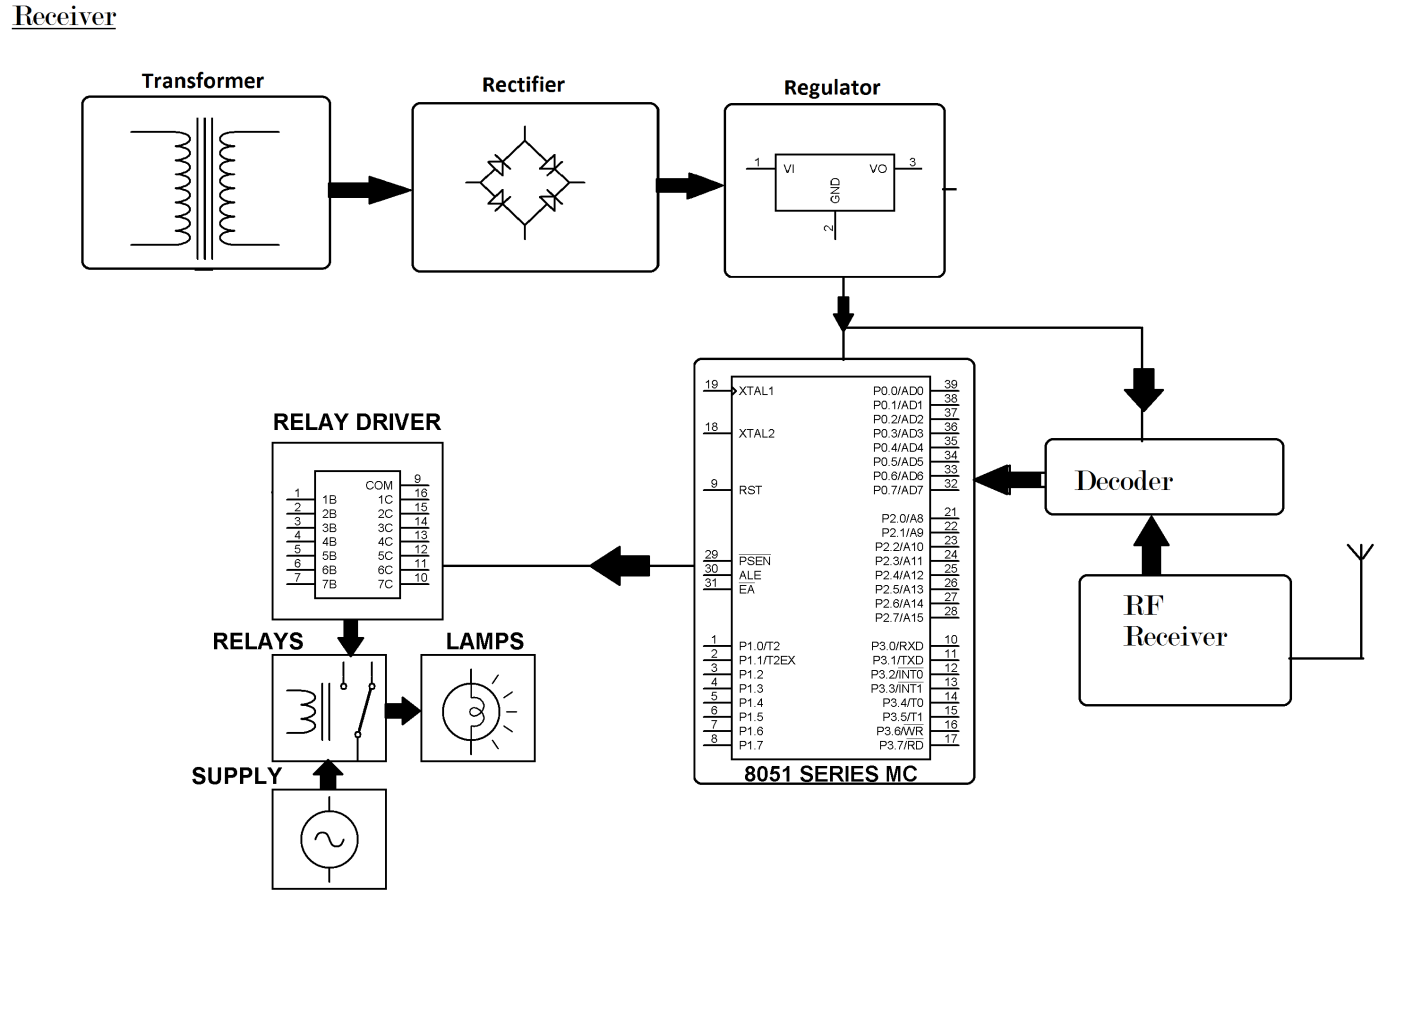 Receiver
Transformer
Rectifier
Regulator
1
VI
VO
3
GND
2
RELAY DRIVER
COM
9
1
1B
1C
16
2
2B
2C
15
3
3B
3C
14
4
4B
4C
13
5
5B
5C
12
6
6B
6C
11
7
7B
7C
10
RELAYS
LAMPS
SUPPLY
19
XTAL1
18
XTAL2
9
RST
29
PSEN
30
ALE
31
EA
1
P1.0/T2
2
P1.1/T2EX
3
P1.2
4
P1.3
5
P1.4
6
P1.5
7
P1.6
8
P1.7
P0.0/AD0
39
P0.1/AD1
38
P0.2/AD2
37
P0.3/AD3
36
P0.4/AD4
35
P0.5/AD5
34
P0.6/AD6
33
P0.7/AD7
32
P2.0/A8
21
P2.1/A9
22
P2.2/A10
23
P2.3/A11
24
P2.4/A12
25
P2.5/A13
26
P2.6/A14
27
P2.7/A15
28
P3.0/RXD
10
P3.1/TXD
11
P3.2/INT0
12
P3.3/INT1
13
P3.4/T0
14
P3.5/T1
15
P3.6/WR
16
P3.7/RD
17
8051 SERIES MC
Decoder
RF
Receiver